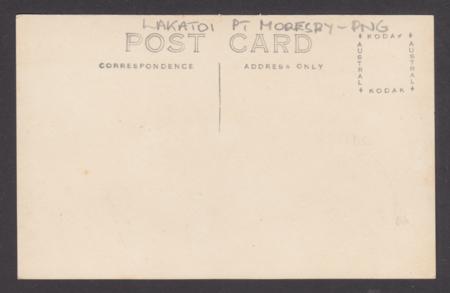 LAKATOI PT MORESBY-PNG
POST CARD
CORRESPONDENCE
ADDRESS ONLY
KODAK
AUSTRAL
AUSTRAL
KODAK